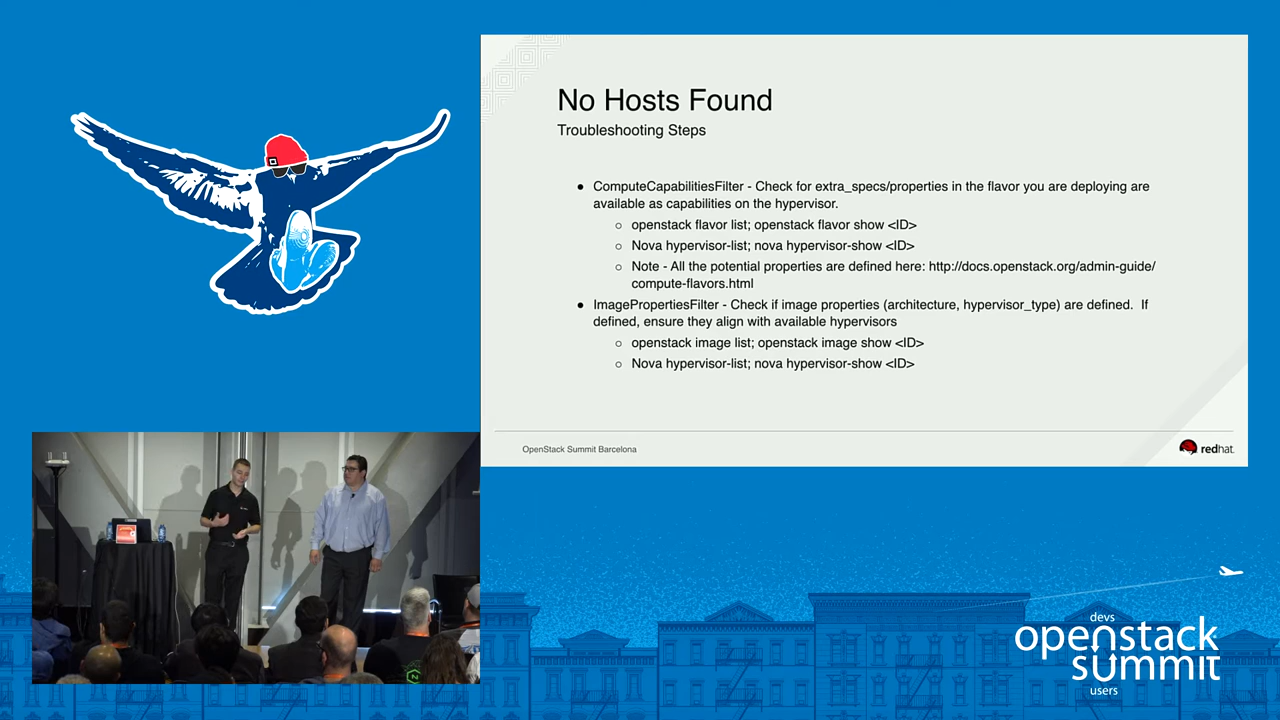 No Hosts Found
Troubleshooting Steps
● ComputeCapabilitiesFilter - Check for extra_specs/properties in the flavor you are deploying are
available as capabilities on the hypervisor.
○ openstack flavor list; openstack flavor show <ID>
○ Nova hypervisor-list; nova hypervisor-show <ID>
○ Note - All the potential properties are defined here: http://docs.openstack.org/admin-guide/
compute-flavors.html
● ImagePropertiesFilter - Check if image properties (architecture, hypervisor_type) are defined.  If
defined, ensure they align with available hypervisors
○ openstack image list; openstack image show <ID>
○ Nova hypervisor-list; nova hypervisor-show <ID>
OpenStack Summit Barcelona
redhat.
devs
openstack
summit
users